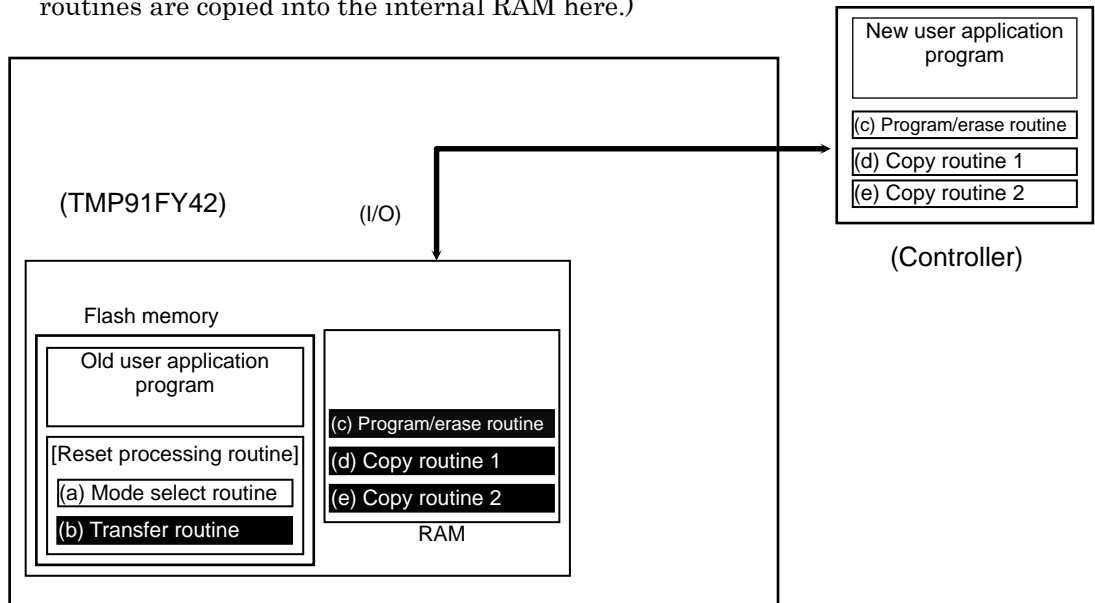 routines are copied into the internal RAM here.)
New user application
program
(c) Program/erase routine
(d) Copy routine 1
(e) Copy routine 2
(Controller)
(TMP91FY42)
(I/O)
Flash memory
Old user application
program
[Reset processing routine]
(a) Mode select routine
(b) Transfer routine
(c) Program/erase routine
(d) Copy routine 1
(e) Copy routine 2
RAM